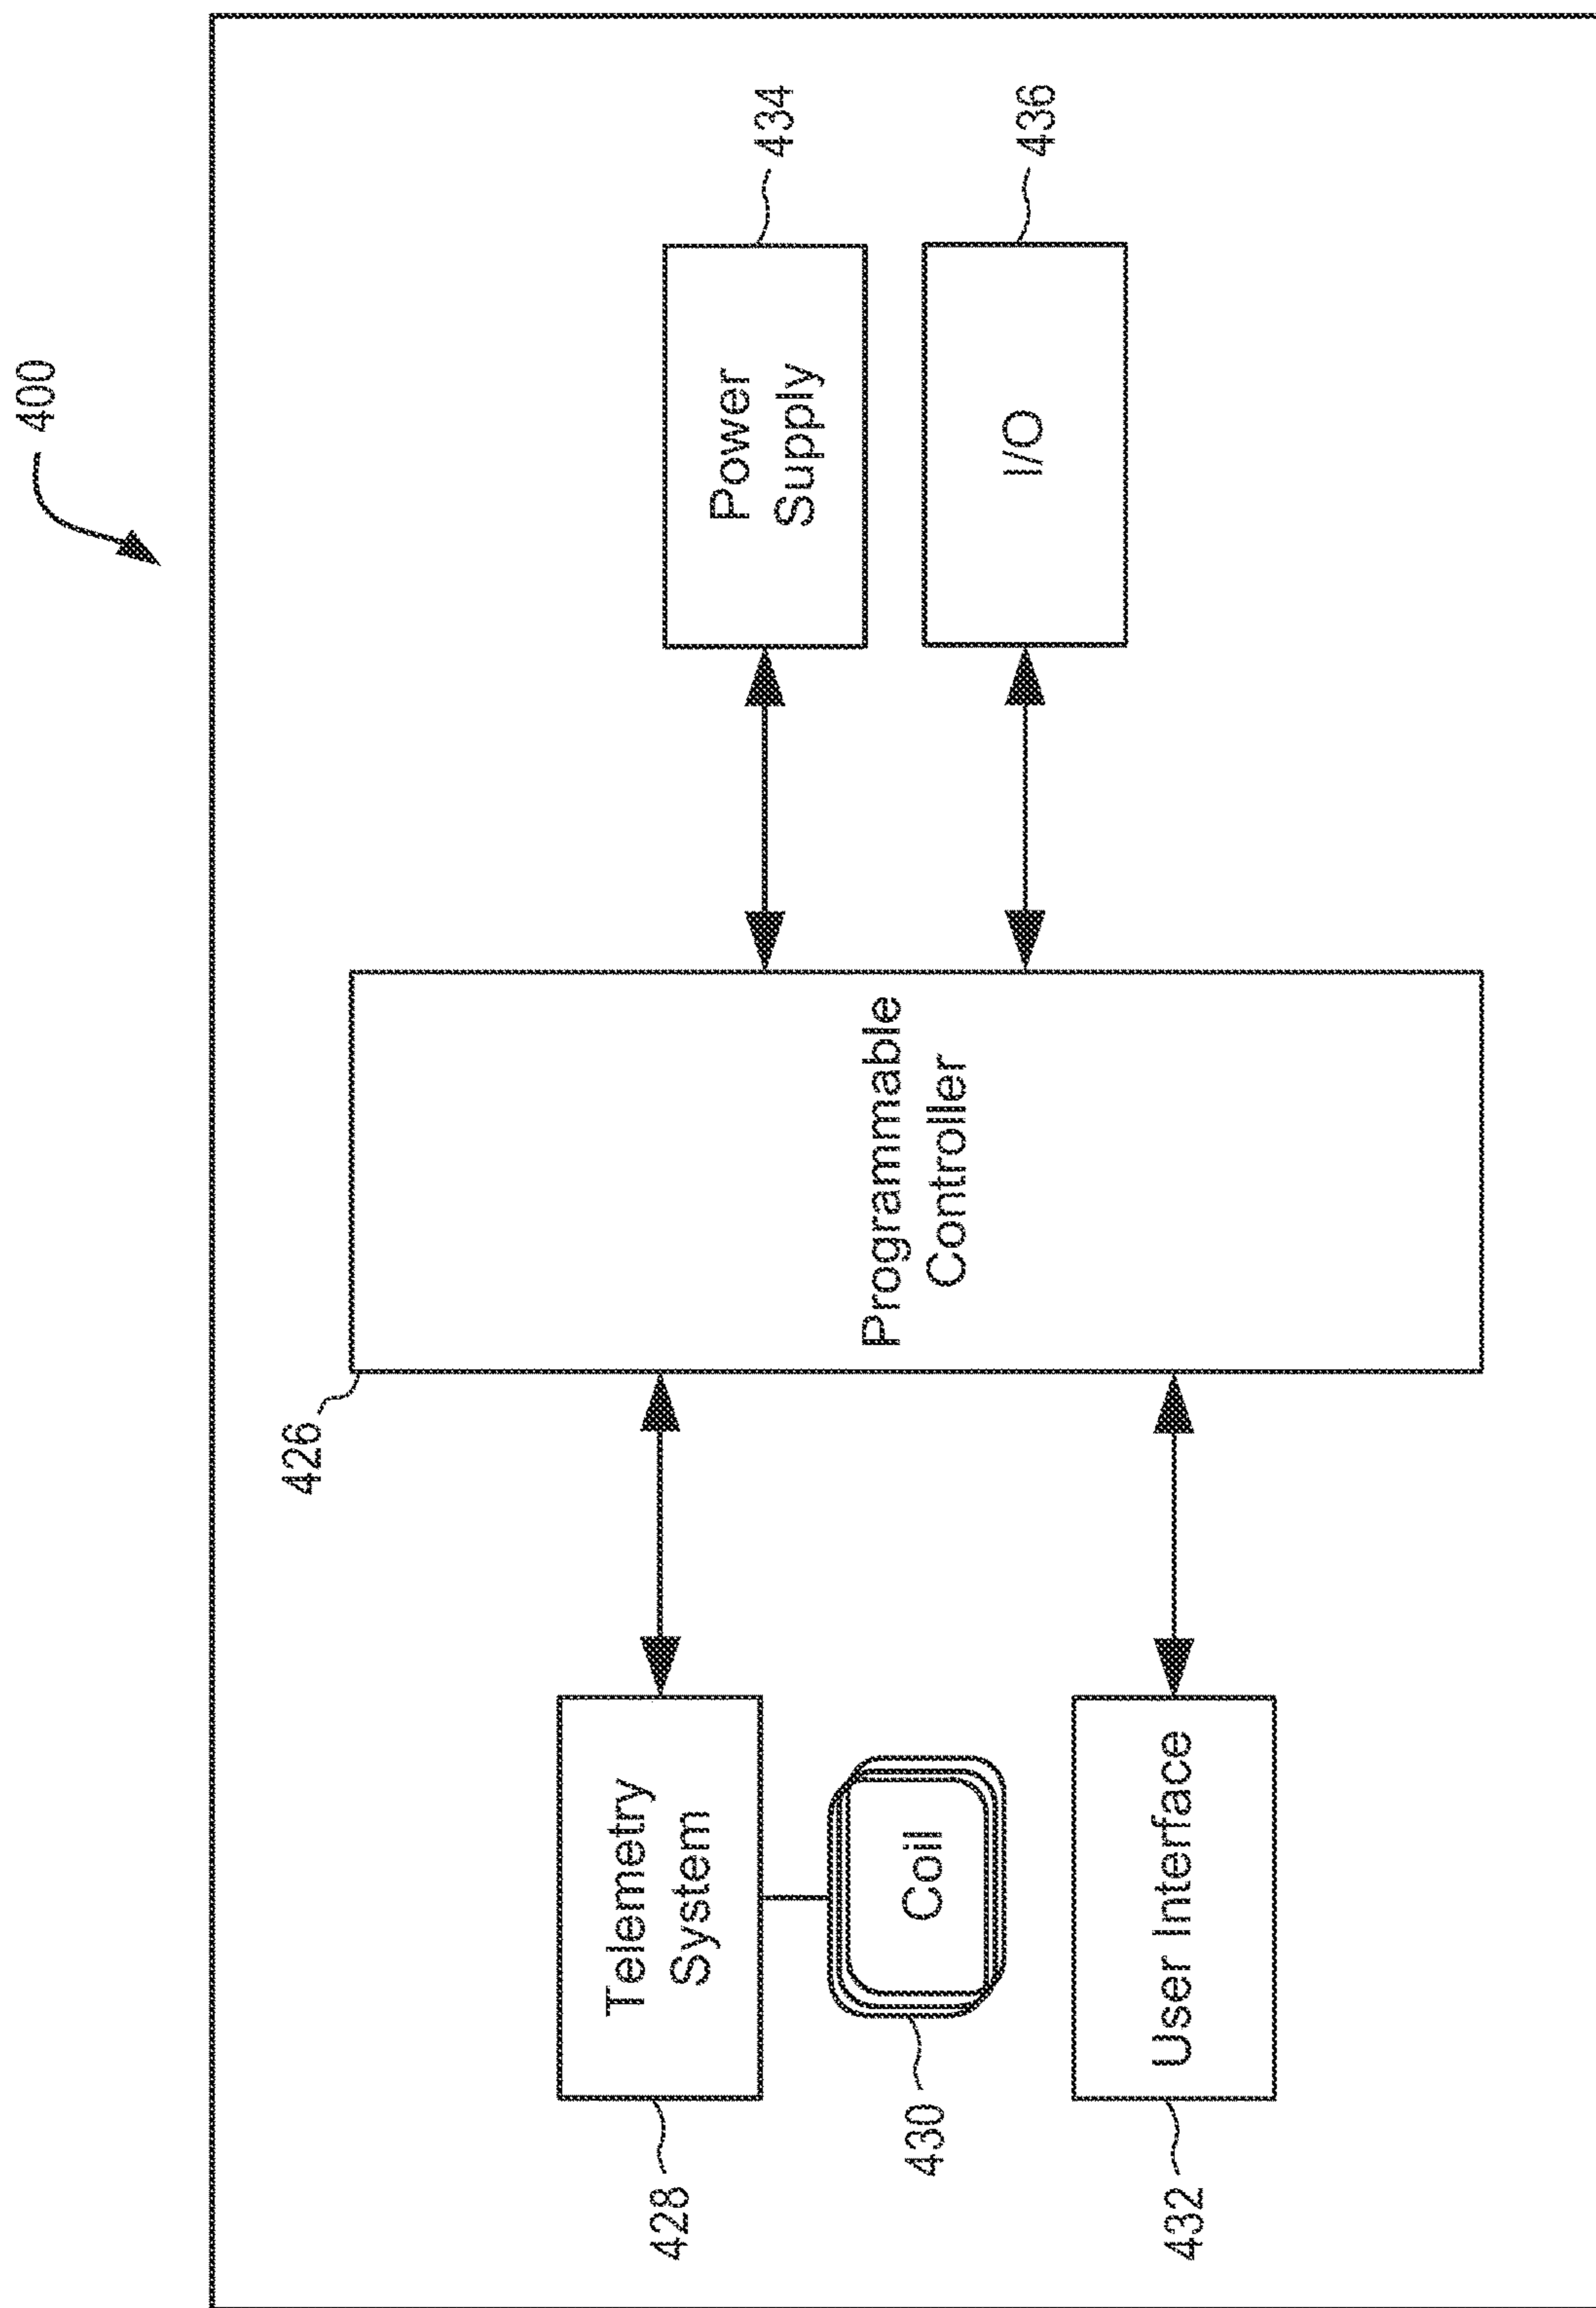 400
426
428
Telemetry
System
430
Coil
432
User Interface
Programmable
Controller
Power
Supply
434
I/O
436